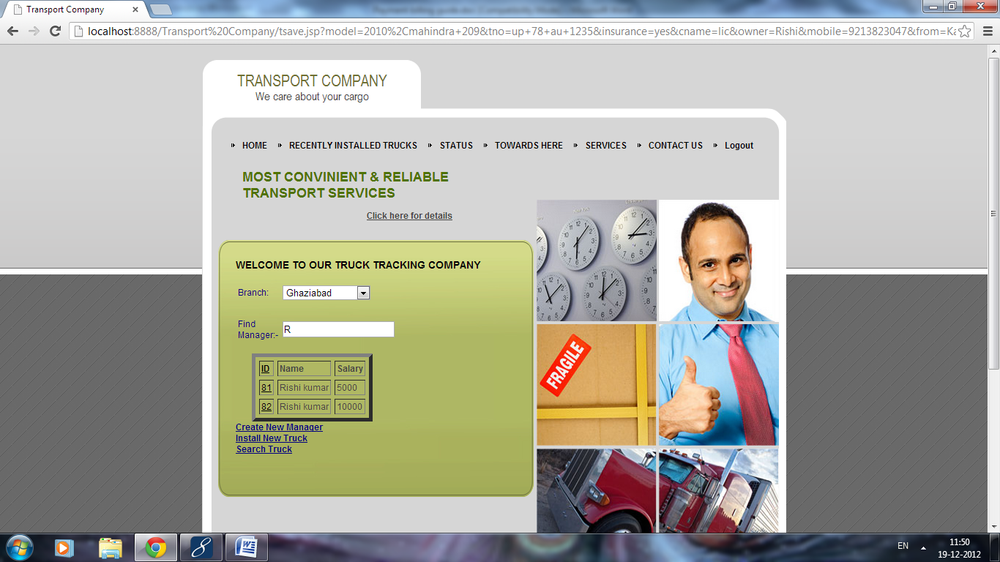 Transport Company
localhost:8888/Transport%20Company/tsave.jsp?model=2010%2Cmahindra+209&tno=up+78+au+1235&insurance=yes&cname=lic&owner=Rishi&mobile=9213823047&from=Ka
TRANSPORT COMPANY
We care about your cargo
HOME RECENTLY INSTALLED TRUCKS STATUS TOWARDS HERE SERVICES CONTACT US Logout
MOST CONVINIENT & RELIABLE
TRANSPORT SERVICES
Click here for details
WELCOME TO OUR TRUCK TRACKING COMPANY
Branch: Ghaziabad
Find
Manager:- R
ID Name Salary
81 Rishi kumar 5000
82 Rishi kumar 10000
Create New Manager
Install New Truck
Search Truck
FRAGILE
EN 11:50
19-12-2012